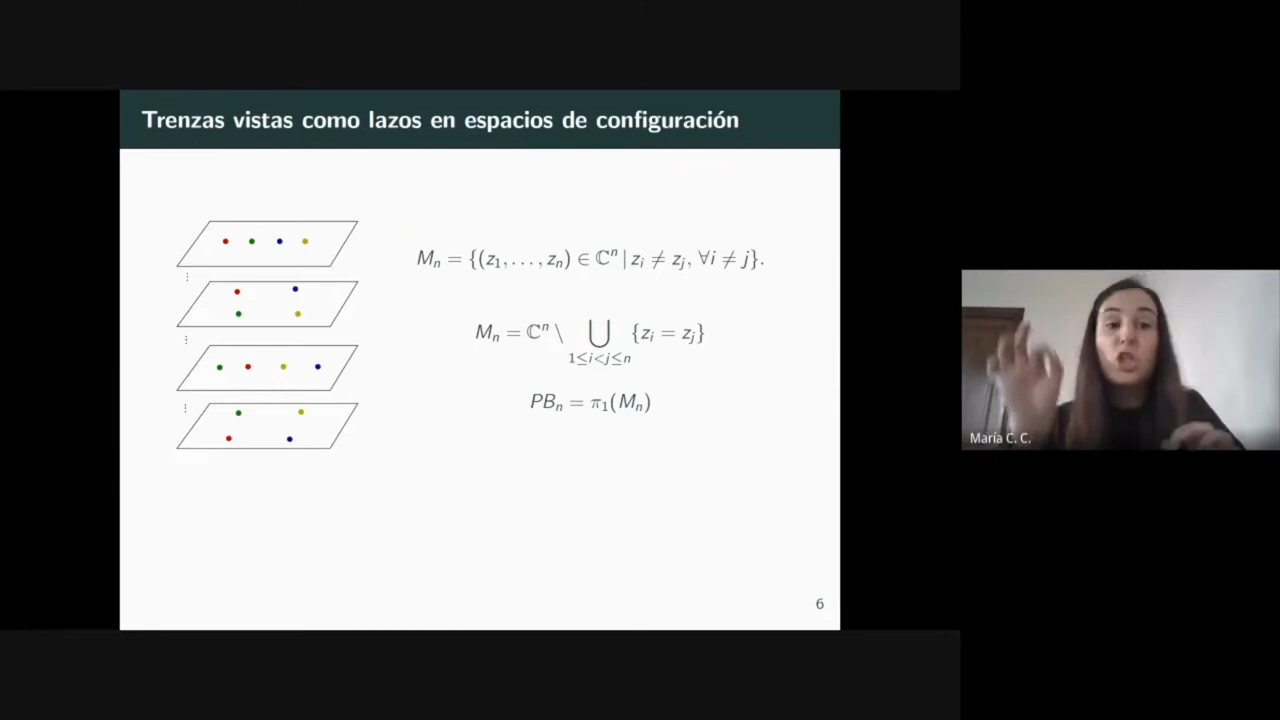 Trenzas vistas como lazos en espacios de configuración
M_n = {(z_1, . . . , z_n) ∈ ℂ^n | z_i ≠ z_j, ∀i ≠ j}.
M_n = ℂ^n \ ⋃_{1≤i<j≤n} {z_i = z_j}
PB_n = π_1(M_n)
6
María C. C.